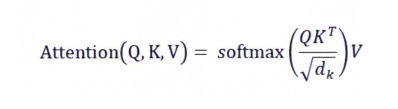 Attention(Q, K, V) = softmax(QK^T / √d_k)V